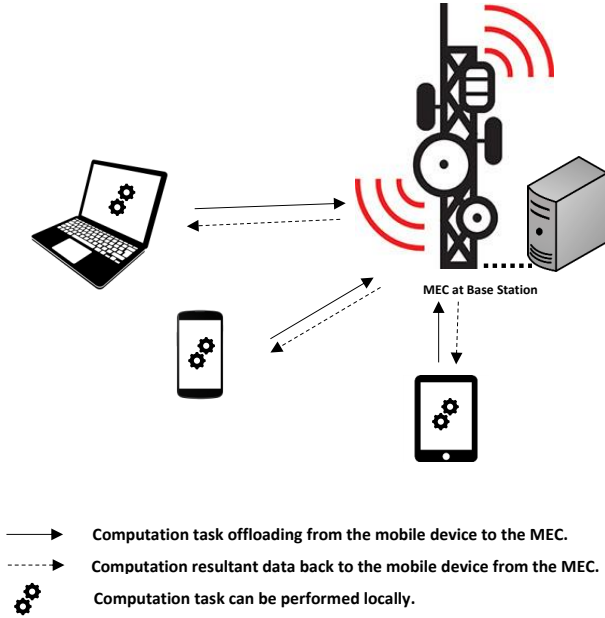 MEC at Base Station
Computation task offloading from the mobile device to the MEC.
Computation resultant data back to the mobile device from the MEC.
Computation task can be performed locally.